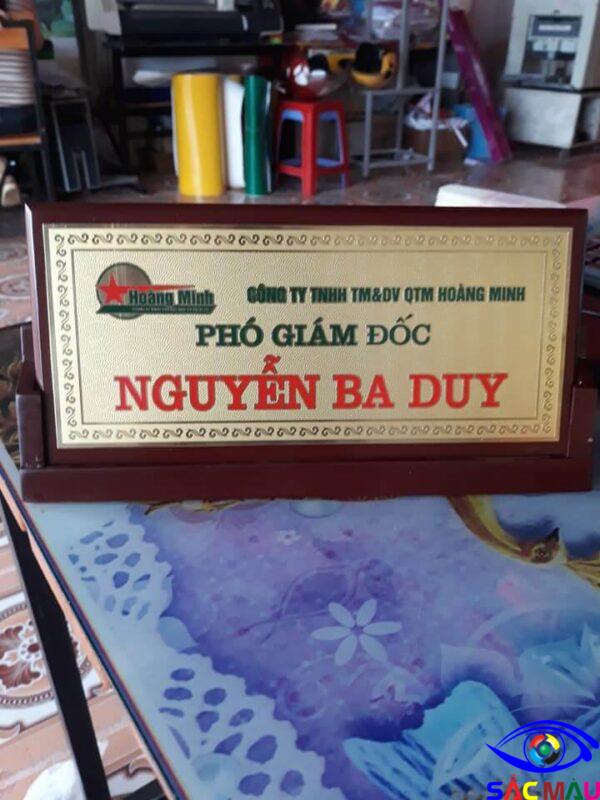 Hoàng Minh
CÔNG TY TNHH TM&DV QTM HOÀNG MINH
PHÓ GIÁM ĐỐC
NGUYỄN BA DUY
SẮC MÀU